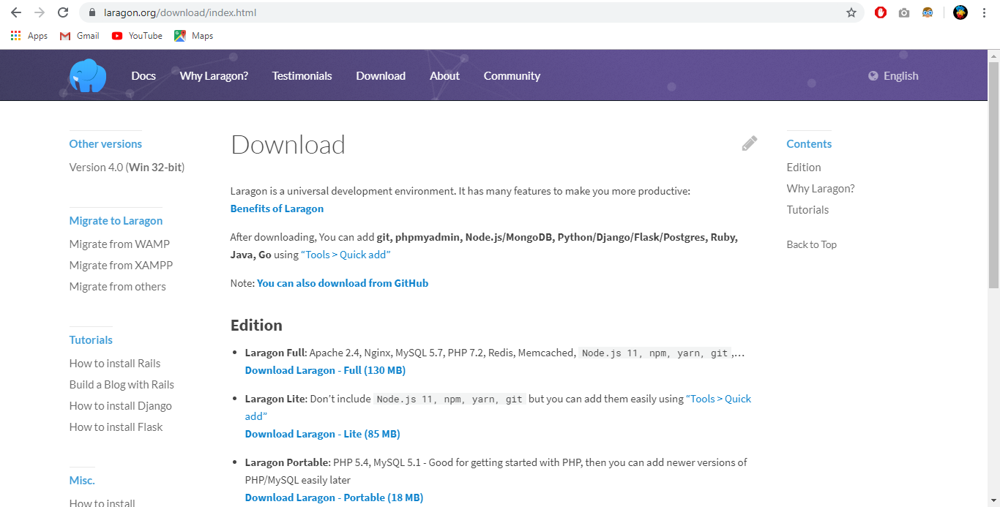 laragon.org/download/index.html
Apps Gmail YouTube Maps
Docs Why Laragon? Testimonials Download About Community English
Other versions
Version 4.0 (Win 32-bit)
Migrate to Laragon
Migrate from WAMP
Migrate from XAMPP
Migrate from others
Tutorials
How to install Rails
Build a Blog with Rails
How to install Django
How to install Flask
Misc.
How to install
Download
Laragon is a universal development environment. It has many features to make you more productive:
Benefits of Laragon
After downloading, You can add git, phpmyadmin, Node.js/MongoDB, Python/Django/Flask/Postgres, Ruby,
Java, Go using “Tools > Quick add”
Note: You can also download from GitHub
Edition
• Laragon Full: Apache 2.4, Nginx, MySQL 5.7, PHP 7.2, Redis, Memcached, Node.js 11, npm, yarn, git ,…
Download Laragon - Full (130 MB)
• Laragon Lite: Don’t include Node.js 11, npm, yarn, git but you can add them easily using “Tools > Quick
add”
Download Laragon - Lite (85 MB)
• Laragon Portable: PHP 5.4, MySQL 5.1 - Good for getting started with PHP, then you can add newer versions of
PHP/MySQL easily later
Download Laragon - Portable (18 MB)
Contents
Edition
Why Laragon?
Tutorials
Back to Top